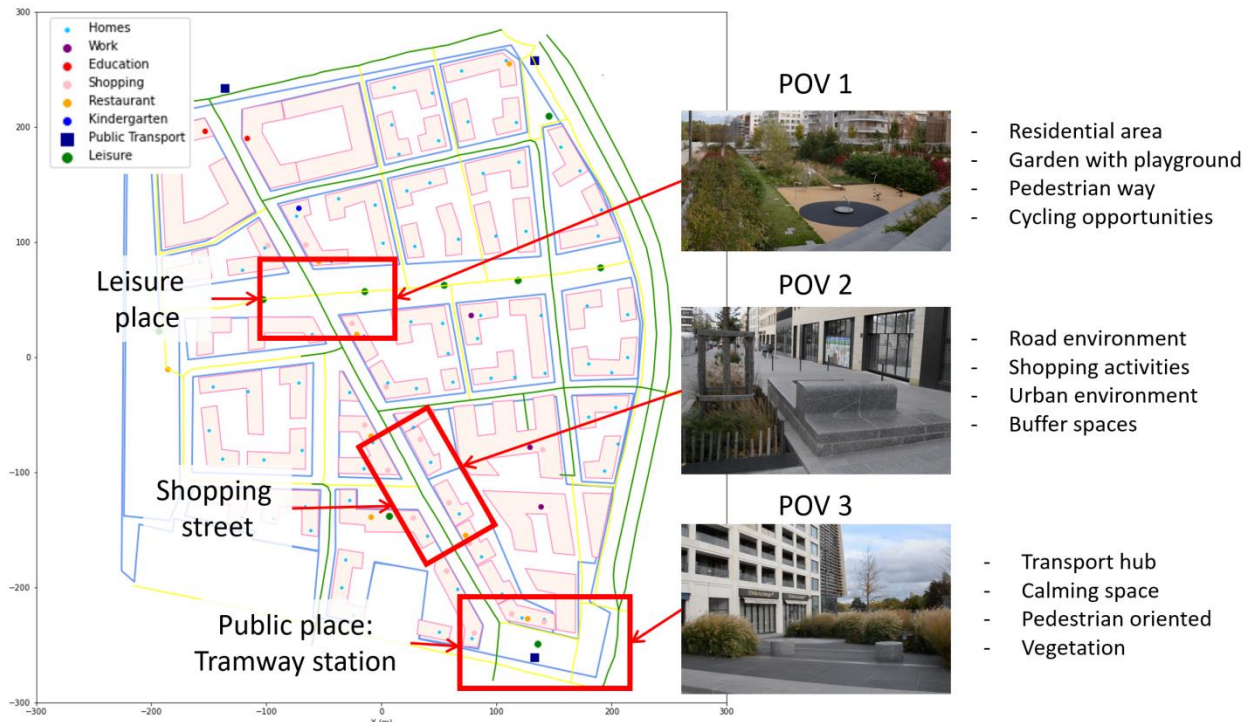 300
200
100
0
−100
−200
−300
−300
−200
−100
0
100
200
300
X (m)
Homes
Work
Education
Shopping
Restaurant
Kindergarten
Public Transport
Leisure
Leisure
place
Shopping
street
Public place:
Tramway station
POV 1
- Residential area
- Garden with playground
- Pedestrian way
- Cycling opportunities
POV 2
- Road environment
- Shopping activities
- Urban environment
- Buffer spaces
POV 3
- Transport hub
- Calming space
- Pedestrian oriented
- Vegetation